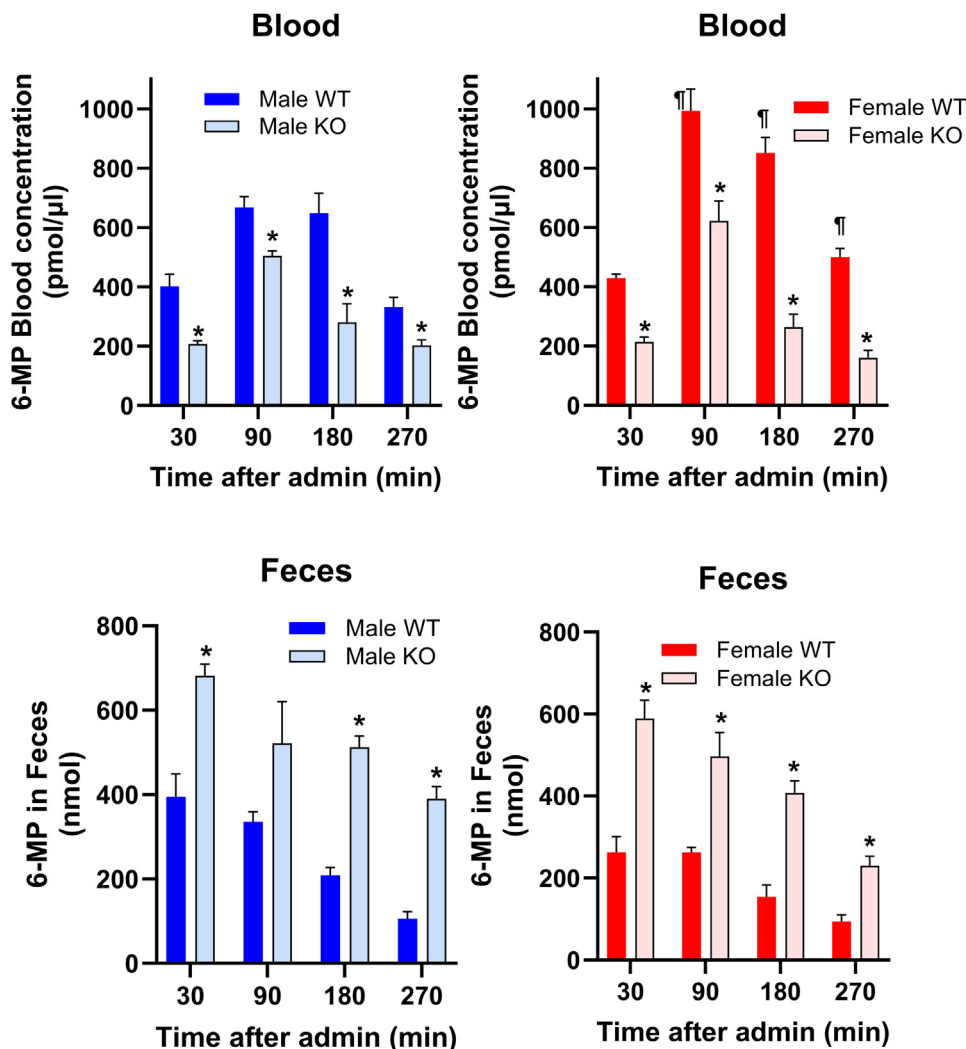 Blood
6-MP Blood concentration
(pmol/µl)
Male WT
Male KO
1000
800
600
400
200
0
*
*
*
*
30 90 180 270
Time after admin (min)
Blood
6-MP Blood concentration
(pmol/µl)
Female WT
Female KO
1000
800
600
400
200
0
¶
¶
¶
*
*
*
*
30 90 180 270
Time after admin (min)
Feces
6-MP in Feces
(nmol)
Male WT
Male KO
800
600
400
200
0
*
*
*
30 90 180 270
Time after admin (min)
Feces
6-MP in Feces
(nmol)
Female WT
Female KO
800
600
400
200
0
*
*
*
*
30 90 180 270
Time after admin (min)